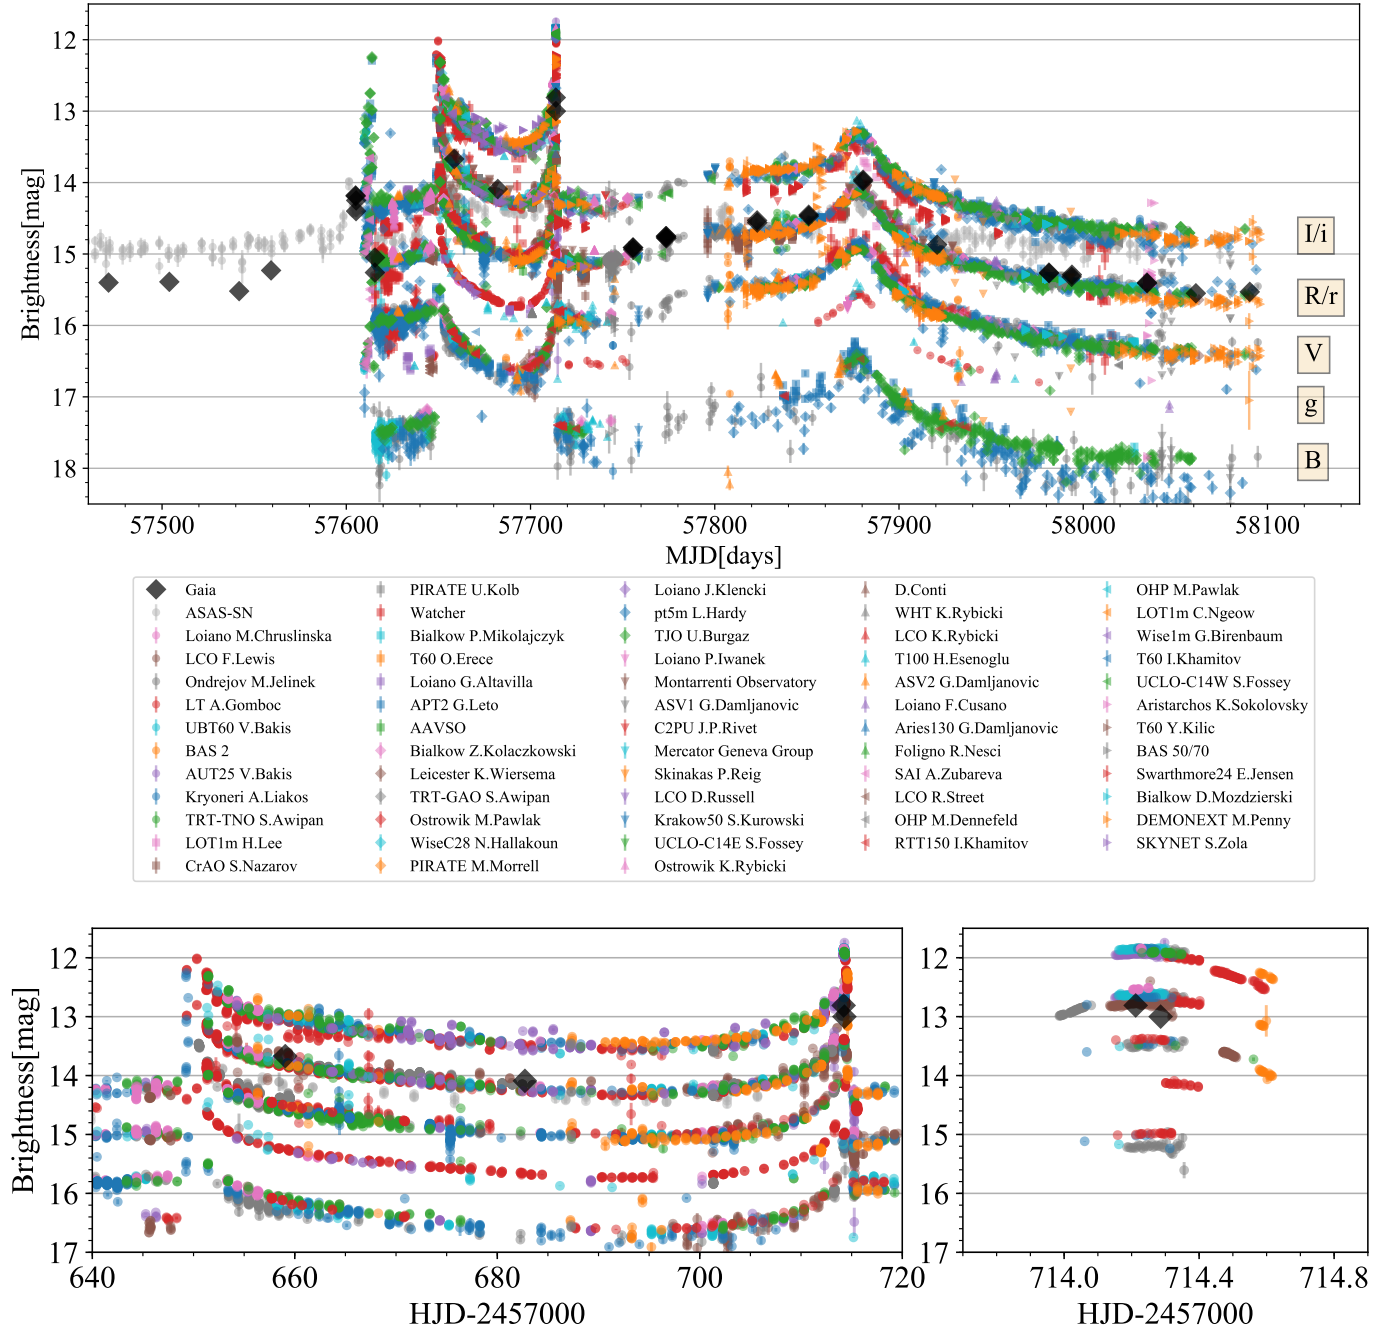 12
13
14
15
16
17
18
Brightness[mag]
I/i
R/r
V
g
B
57500 57600 57700 57800 57900 58000 58100
MJD[days]
Gaia PIRATE U.Kolb Loiano J.Klencki D.Conti OHP M.Pawlak
ASAS-SN Watcher pt5m L.Hardy WHT K.Rybicki LOT1m C.Ngeow
Loiano M.Chruslinska Bialkow P.Mikolajczyk TJO U.Burgaz LCO K.Rybicki Wise1m G.Birenbaum
LCO F.Lewis T60 O.Erece Loiano P.Iwanek T100 H.Esenoglu T60 I.Khamitov
Ondrejov M.Jelinek Loiano G.Altavilla Montarrenti Observatory ASV2 G.Damljanovic UCLO-C14W S.Fossey
LT A.Gomboc APT2 G.Leto ASV1 G.Damljanovic Loiano F.Cusano Aristarchos K.Sokolovsky
UBT60 V.Bakis AAVSO C2PU J.P.Rivet Aries130 G.Damljanovic T60 Y.Kilic
BAS 2 Bialkow Z.Kolaczkowski Mercator Geneva Group Foligno R.Nesci BAS 50/70
AUT25 V.Bakis Leicester K.Wiersema Skinakas P.Reig SAI A.Zubareva Swarthmore24 E.Jensen
Kryoneri A.Liakos TRT-GAO S.Awipan LCO D.Russell LCO R.Street Bialkow D.Mozdzierski
TRT-TNO S.Awipan Ostrowik M.Pawlak Krakow50 S.Kurowski OHP M.Dennefeld DEMONEXT M.Penny
LOT1m H.Lee WiseC28 N.Hallakoun UCLO-C14E S.Fossey RTT150 I.Khamitov SKYNET S.Zola
CrAO S.Nazarov PIRATE M.Morrell Ostrowik K.Rybicki
12
13
14
15
16
17
Brightness[mag]
640 660 680 700 720
HJD-2457000
12
13
14
15
16
17
714.0 714.4 714.8
HJD-2457000